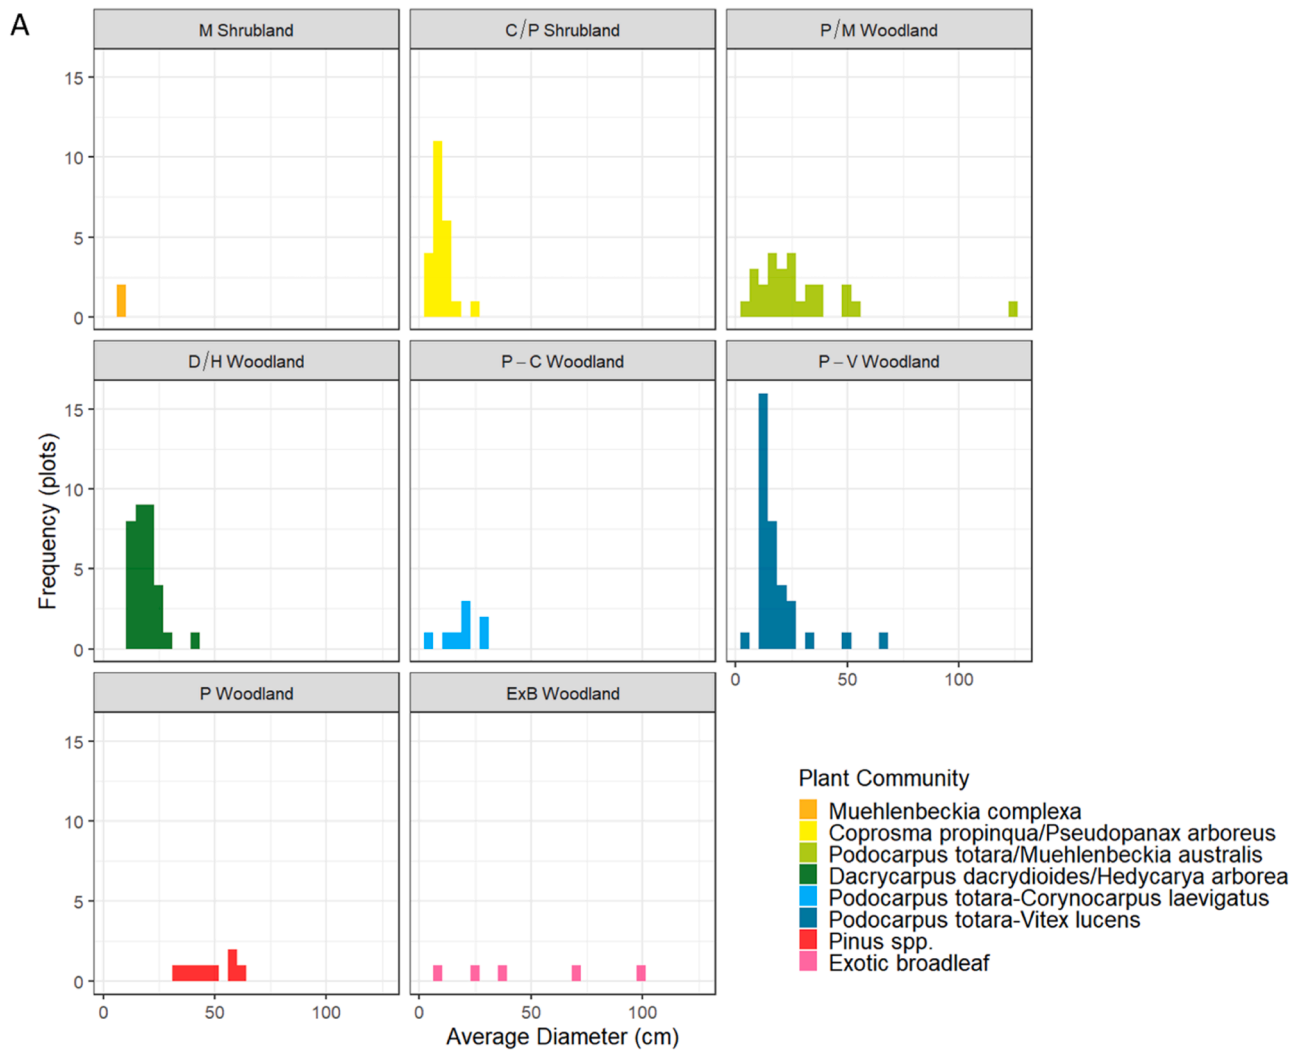 A
M Shrubland
C/P Shrubland
P/M Woodland
15
10
5
0
D/H Woodland
P–C Woodland
P–V Woodland
15
10
5
0
0 50 100
P Woodland
ExB Woodland
15
10
5
0
0 50 100
0 50 100
Frequency (plots)
Average Diameter (cm)
Plant Community
Muehlenbeckia complexa
Coprosma propinqua/Pseudopanax arboreus
Podocarpus totara/Muehlenbeckia australis
Dacrycarpus dacrydioides/Hedycarya arborea
Podocarpus totara-Corynocarpus laevigatus
Podocarpus totara-Vitex lucens
Pinus spp.
Exotic broadleaf